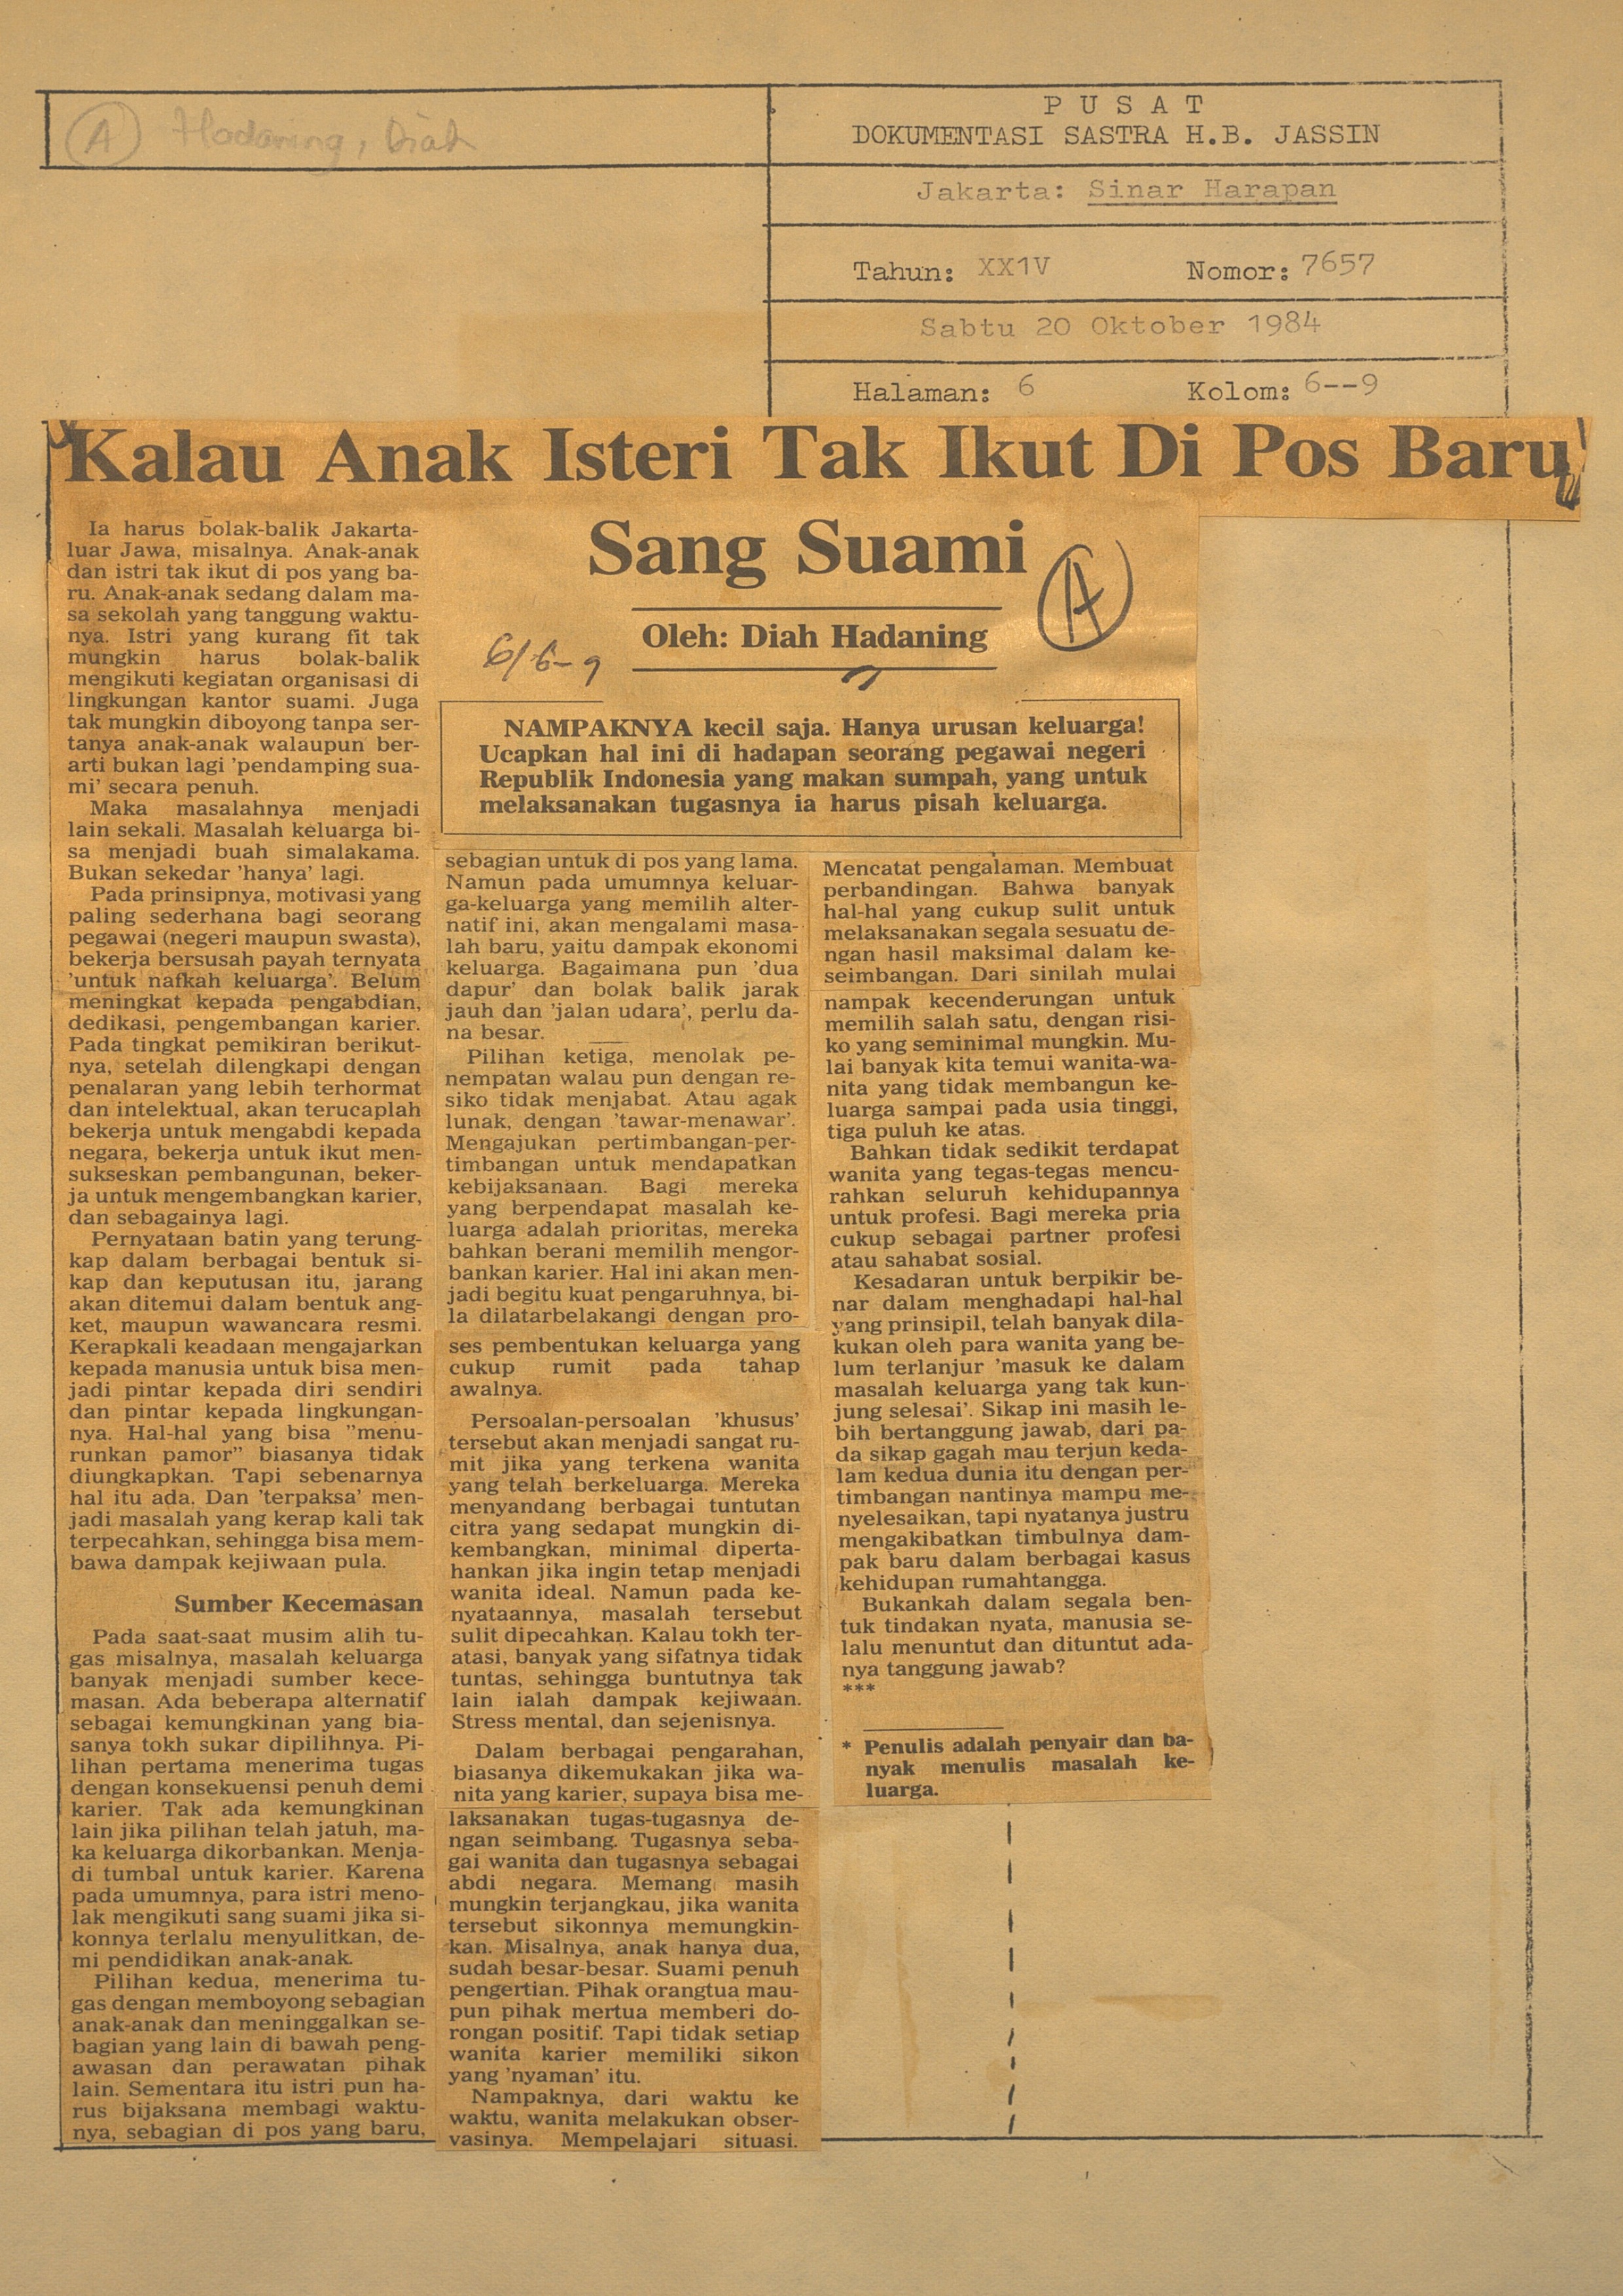 (A) Hadaning, Diah
P U S A T
DOKUMENTASI SASTRA H.B. JASSIN
Jakarta: Sinar Harapan
Tahun: XX1V Nomor: 7657
Sabtu 20 Oktober 1984
Halaman: 6 Kolom: 6--9
Kalau Anak Isteri Tak Ikut Di Pos Baru
Sang Suami
A
Oleh: Diah Hadaning
6/6-9
NAMPAKNYA kecil saja. Hanya urusan keluarga!
Ucapkan hal ini di hadapan seorang pegawai negeri
Republik Indonesia yang makan sumpah, yang untuk
melaksanakan tugasnya ia harus pisah keluarga.
Ia harus bolak-balik Jakarta-
luar Jawa, misalnya. Anak-anak
dan istri tak ikut di pos yang ba-
ru. Anak-anak sedang dalam ma-
sa sekolah yang tanggung waktu-
nya. Istri yang kurang fit tak
mungkin harus bolak-balik
mengikuti kegiatan organisasi di
lingkungan kantor suami. Juga
tak mungkin diboyong tanpa ser-
tanya anak-anak walaupun ber-
arti bukan lagi 'pendamping sua-
mi' secara penuh.
Maka masalahnya menjadi
lain sekali. Masalah keluarga bi-
sa menjadi buah simalakama.
Bukan sekedar 'hanya' lagi.
Pada prinsipnya, motivasi yang
paling sederhana bagi seorang
pegawai (negeri maupun swasta),
bekerja bersusah payah ternyata
'untuk nafkah keluarga'. Belum
meningkat kepada pengabdian,
dedikasi, pengembangan karier.
Pada tingkat pemikiran berikut-
nya, setelah dilengkapi dengan
penalaran yang lebih terhormat
dan intelektual, akan terucaplah
bekerja untuk mengabdi kepada
negara, bekerja untuk ikut men-
sukseskan pembangunan, beker-
ja untuk mengembangkan karier,
dan sebagainya lagi.
Pernyataan batin yang terung-
kap dalam berbagai bentuk si-
kap dan keputusan itu, jarang
akan ditemui dalam bentuk ang-
ket, maupun wawancara resmi.
Kerapkali keadaan mengajarkan
kepada manusia untuk bisa men-
jadi pintar kepada diri sendiri
dan pintar kepada lingkungan-
nya. Hal-hal yang bisa "menu-
runkan pamor" biasanya tidak
diungkapkan. Tapi sebenarnya
hal itu ada. Dan 'terpaksa' men-
jadi masalah yang kerap kali tak
terpecahkan, sehingga bisa mem-
bawa dampak kejiwaan pula.
Sumber Kecemasan
Pada saat-saat musim alih tu-
gas misalnya, masalah keluarga
banyak menjadi sumber kece-
masan. Ada beberapa alternatif
sebagai kemungkinan yang bia-
sanya tokh sukar dipilihnya. Pi-
lihan pertama menerima tugas
dengan konsekuensi penuh demi
karier. Tak ada kemungkinan
lain jika pilihan telah jatuh, ma-
ka keluarga dikorbankan. Menja-
di tumbal untuk karier. Karena
pada umumnya, para istri meno-
lak mengikuti sang suami jika si-
konnya terlalu menyulitkan, de-
mi pendidikan anak-anak.
Pilihan kedua, menerima tu-
gas dengan memboyong sebagian
anak-anak dan meninggalkan se-
bagian yang lain di bawah peng-
awasan dan perawatan pihak
lain. Sementara itu istri pun ha-
rus bijaksana membagi waktu-
nya, sebagian di pos yang baru,
sebagian untuk di pos yang lama.
Namun pada umumnya keluar-
ga-keluarga yang memilih alter-
natif ini, akan mengalami masa-
lah baru, yaitu dampak ekonomi
keluarga. Bagaimana pun 'dua
dapur' dan bolak balik jarak
jauh dan 'jalan udara', perlu da-
na besar.
Pilihan ketiga, menolak pe-
nempatan walau pun dengan re-
siko tidak menjabat. Atau agak
lunak, dengan 'tawar-menawar'.
Mengajukan pertimbangan-per-
timbangan untuk mendapatkan
kebijaksanaan. Bagi mereka
yang berpendapat masalah ke-
luarga adalah prioritas, mereka
bahkan berani memilih mengor-
bankan karier. Hal ini akan men-
jadi begitu kuat pengaruhnya, bi-
la dilatarbelakangi dengan pro-
ses pembentukan keluarga yang
cukup rumit pada tahap
awalnya.
Persoalan-persoalan 'khusus'
tersebut akan menjadi sangat ru-
mit jika yang terkena wanita
yang telah berkeluarga. Mereka
menyandang berbagai tuntutan
citra yang sedapat mungkin di-
kembangkan, minimal diperta-
hankan jika ingin tetap menjadi
wanita ideal. Namun pada ke-
nyataannya, masalah tersebut
sulit dipecahkan. Kalau tokh ter-
atasi, banyak yang sifatnya tidak
tuntas, sehingga buntutnya tak
lain ialah dampak kejiwaan.
Stress mental, dan sejenisnya.
Dalam berbagai pengarahan,
biasanya dikemukakan jika wa-
nita yang karier, supaya bisa me-
laksanakan tugas-tugasnya de-
ngan seimbang. Tugasnya seba-
gai wanita dan tugasnya sebagai
abdi negara. Memang masih
mungkin terjangkau, jika wanita
tersebut sikonnya memungkin-
kan. Misalnya, anak hanya dua,
sudah besar-besar. Suami penuh
pengertian. Pihak orangtua mau-
pun pihak mertua memberi do-
rongan positif. Tapi tidak setiap
wanita karier memiliki sikon
yang 'nyaman' itu.
Nampaknya, dari waktu ke
waktu, wanita melakukan obser-
vasinya. Mempelajari situasi.
Mencatat pengalaman. Membuat
perbandingan. Bahwa banyak
hal-hal yang cukup sulit untuk
melaksanakan segala sesuatu de-
ngan hasil maksimal dalam ke-
seimbangan. Dari sinilah mulai
nampak kecenderungan untuk
memilih salah satu, dengan risi-
ko yang seminimal mungkin. Mu-
lai banyak kita temui wanita-wa-
nita yang tidak membangun ke-
luarga sampai pada usia tinggi,
tiga puluh ke atas.
Bahkan tidak sedikit terdapat
wanita yang tegas-tegas mencu-
rahkan seluruh kehidupannya
untuk profesi. Bagi mereka pria
cukup sebagai partner profesi
atau sahabat sosial.
Kesadaran untuk berpikir be-
nar dalam menghadapi hal-hal
yang prinsipil, telah banyak dila-
kukan oleh para wanita yang be-
lum terlanjur 'masuk ke dalam
masalah keluarga yang tak kun-
jung selesai'. Sikap ini masih le-
bih bertanggung jawab, dari pa-
da sikap gagah mau terjun keda-
lam kedua dunia itu dengan per-
timbangan nantinya mampu me-
nyelesaikan, tapi nyatanya justru
mengakibatkan timbulnya dam-
pak baru dalam berbagai kasus
kehidupan rumahtangga.
Bukankah dalam segala ben-
tuk tindakan nyata, manusia se-
lalu menuntut dan dituntut ada-
nya tanggung jawab?
***
* Penulis adalah penyair dan ba-
nyak menulis masalah ke-
luarga.